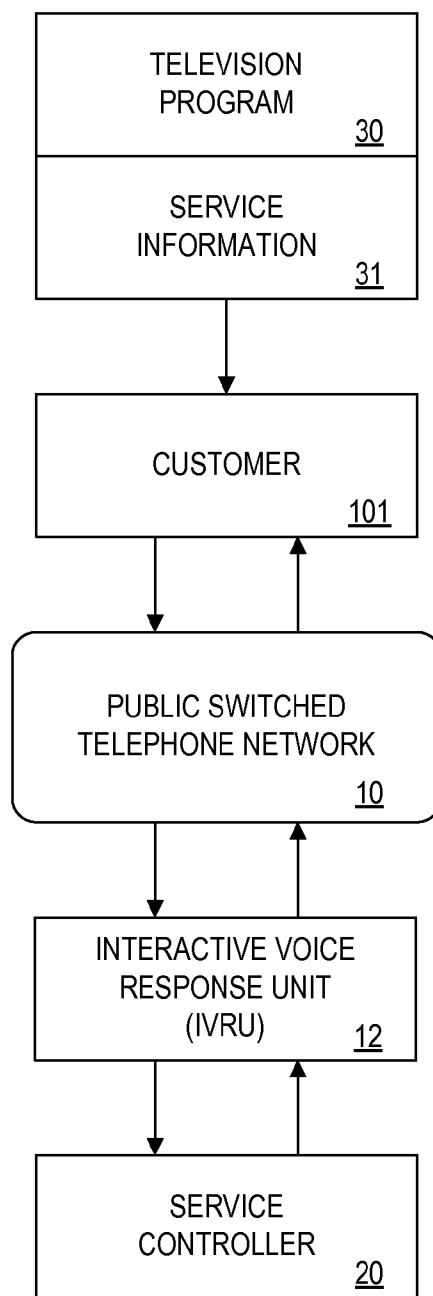 TELEVISION
PROGRAM
30
SERVICE
INFORMATION
31
CUSTOMER
101
PUBLIC SWITCHED
TELEPHONE NETWORK
10
INTERACTIVE VOICE
RESPONSE UNIT
(IVRU)
12
SERVICE
CONTROLLER
20